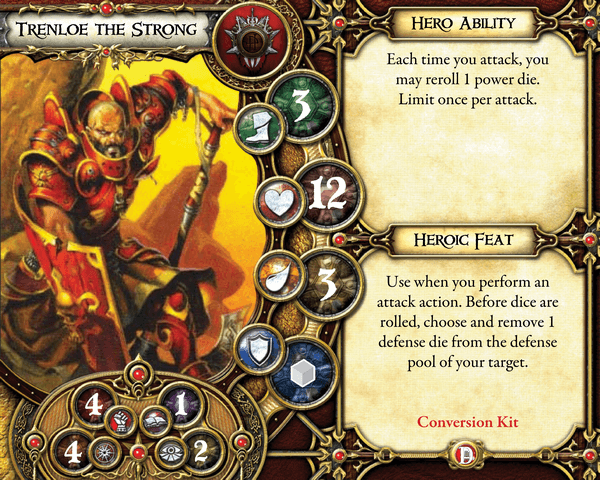 Trenloe the Strong
3
12
3
4
1
4
2
Hero Ability
Each time you attack, you
may reroll 1 power die.
Limit once per attack.
Heroic Feat
Use when you perform an
attack action. Before dice are
rolled, choose and remove 1
defense die from the defense
pool of your target.
Conversion Kit
D